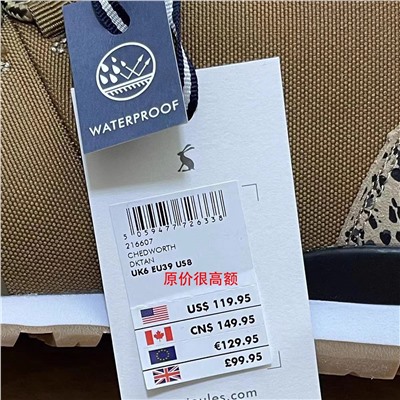 WATERPROOF
5 059477 726338
216607
CHEDWORTH
DKTAN
UK6 EU39 US8
原价很高额
US$ 119.95
CN$ 149.95
€129.95
£99.95
joules.com